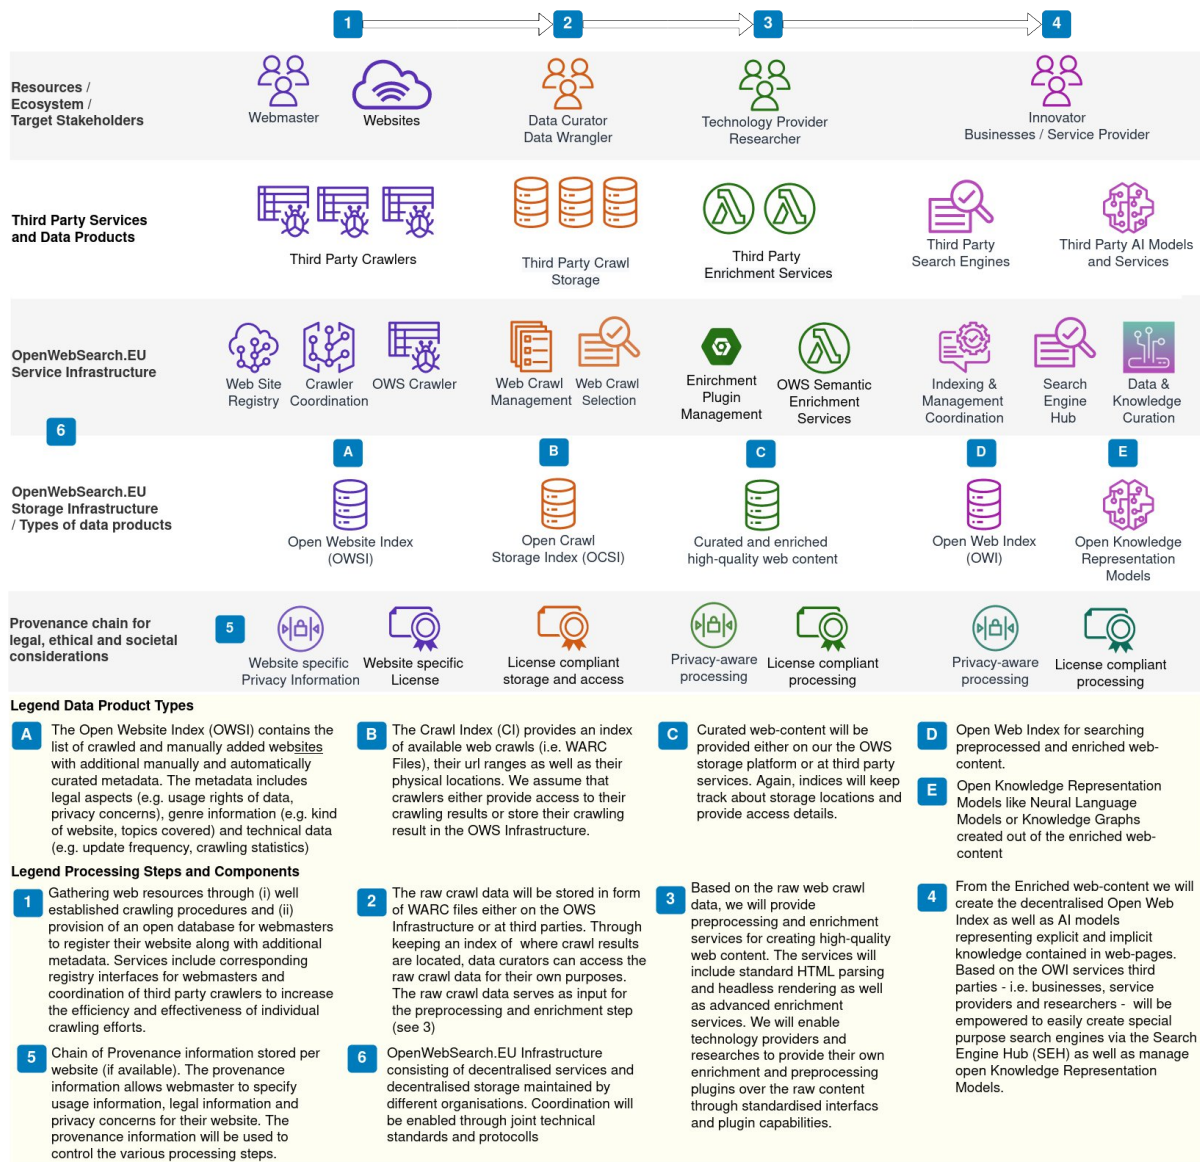 1
2
3
4
Resources /
Ecosystem /
Target Stakeholders
Webmaster
Websites
Data Curator
Data Wrangler
Technology Provider
Researcher
Innovator
Businesses / Service Provider
Third Party Services
and Data Products
Third Party Crawlers
Third Party Crawl
Storage
Third Party
Enrichment Services
Third Party
Search Engines
Third Party AI Models
and Services
OpenWebSearch.EU
Service Infrastructure
Web Site
Registry
Crawler
Coordination
OWS Crawler
Web Crawl
Management
Web Crawl
Selection
Enirchment
Plugin
Management
OWS Semantic
Enrichment
Services
Indexing &
Management
Coordination
Search
Engine
Hub
Data &
Knowledge
Curation
6
A
B
C
D
E
OpenWebSearch.EU
Storage Infrastructure
/ Types of data products
Open Website Index
(OWSI)
Open Crawl
Storage Index (OCSI)
Curated and enriched
high-quality web content
Open Web Index
(OWI)
Open Knowledge
Representation
Models
Provenance chain for
legal, ethical and societal
considerations
5
Website specific
Privacy Information
Website specific
License
License compliant
storage and access
Privacy-aware
processing
License compliant
processing
Privacy-aware
processing
License compliant
processing
Legend Data Product Types
A
The Open Website Index (OWSI) contains the
list of crawled and manually added websites
with additional manually and automatically
curated metadata. The metadata includes
legal aspects (e.g. usage rights of data,
privacy concerns), genre information (e.g. kind
of website, topics covered) and technical data
(e.g. update frequency, crawling statistics)
B
The Crawl Index (CI) provides an index
of available web crawls (i.e. WARC
Files), their url ranges as well as their
physical locations. We assume that
crawlers either provide access to their
crawling results or store their crawling
result in the OWS Infrastructure.
C
Curated web-content will be
provided either on our the OWS
storage platform or at third party
services. Again, indices will keep
track about storage locations and
provide access details.
D
Open Web Index for searching
preprocessed and enriched web-
content.
E
Open Knowledge Representation
Models like Neural Language
Models or Knowledge Graphs
created out of the enriched web-
content
Legend Processing Steps and Components
1
Gathering web resources through (i) well
established crawling procedures and (ii)
provision of an open database for webmasters
to register their website along with additional
metadata. Services include corresponding
registry interfaces for webmasters and
coordination of third party crawlers to increase
the efficiency and effectiveness of individual
crawling efforts.
2
The raw crawl data will be stored in form
of WARC files either on the OWS
Infrastructure or at third parties. Through
keeping an index of where crawl results
are located, data curators can access the
raw crawl data for their own purposes.
The raw crawl data serves as input for
the preprocessing and enrichment step
(see 3)
3
Based on the raw web crawl
data, we will provide
preprocessing and enrichment
services for creating high-quality
web content. The services will
include standard HTML parsing
and headless rendering as well
as advanced enrichment
services. We will enable
technology providers and
researches to provide their own
enrichment and preprocessing
plugins over the raw content
through standardised interfacs
and plugin capabilities.
4
From the Enriched web-content we will
create the decentralised Open Web
Index as well as AI models
representing explicit and implicit
knowledge contained in web-pages.
Based on the OWI services third
parties - i.e. businesses, service
providers and researchers - will be
empowered to easily create special
purpose search engines via the Search
Engine Hub (SEH) as well as manage
open Knowledge Representation
Models.
5
Chain of Provenance information stored per
website (if available). The provenance
information allows webmaster to specify
usage information, legal information and
privacy concerns for their website. The
provenance information will be used to
control the various processing steps.
6
OpenWebSearch.EU Infrastructure
consisting of decentralised services and
decentralised storage maintained by
different organisations. Coordination will
be enabled through joint technical
standards and protocolls